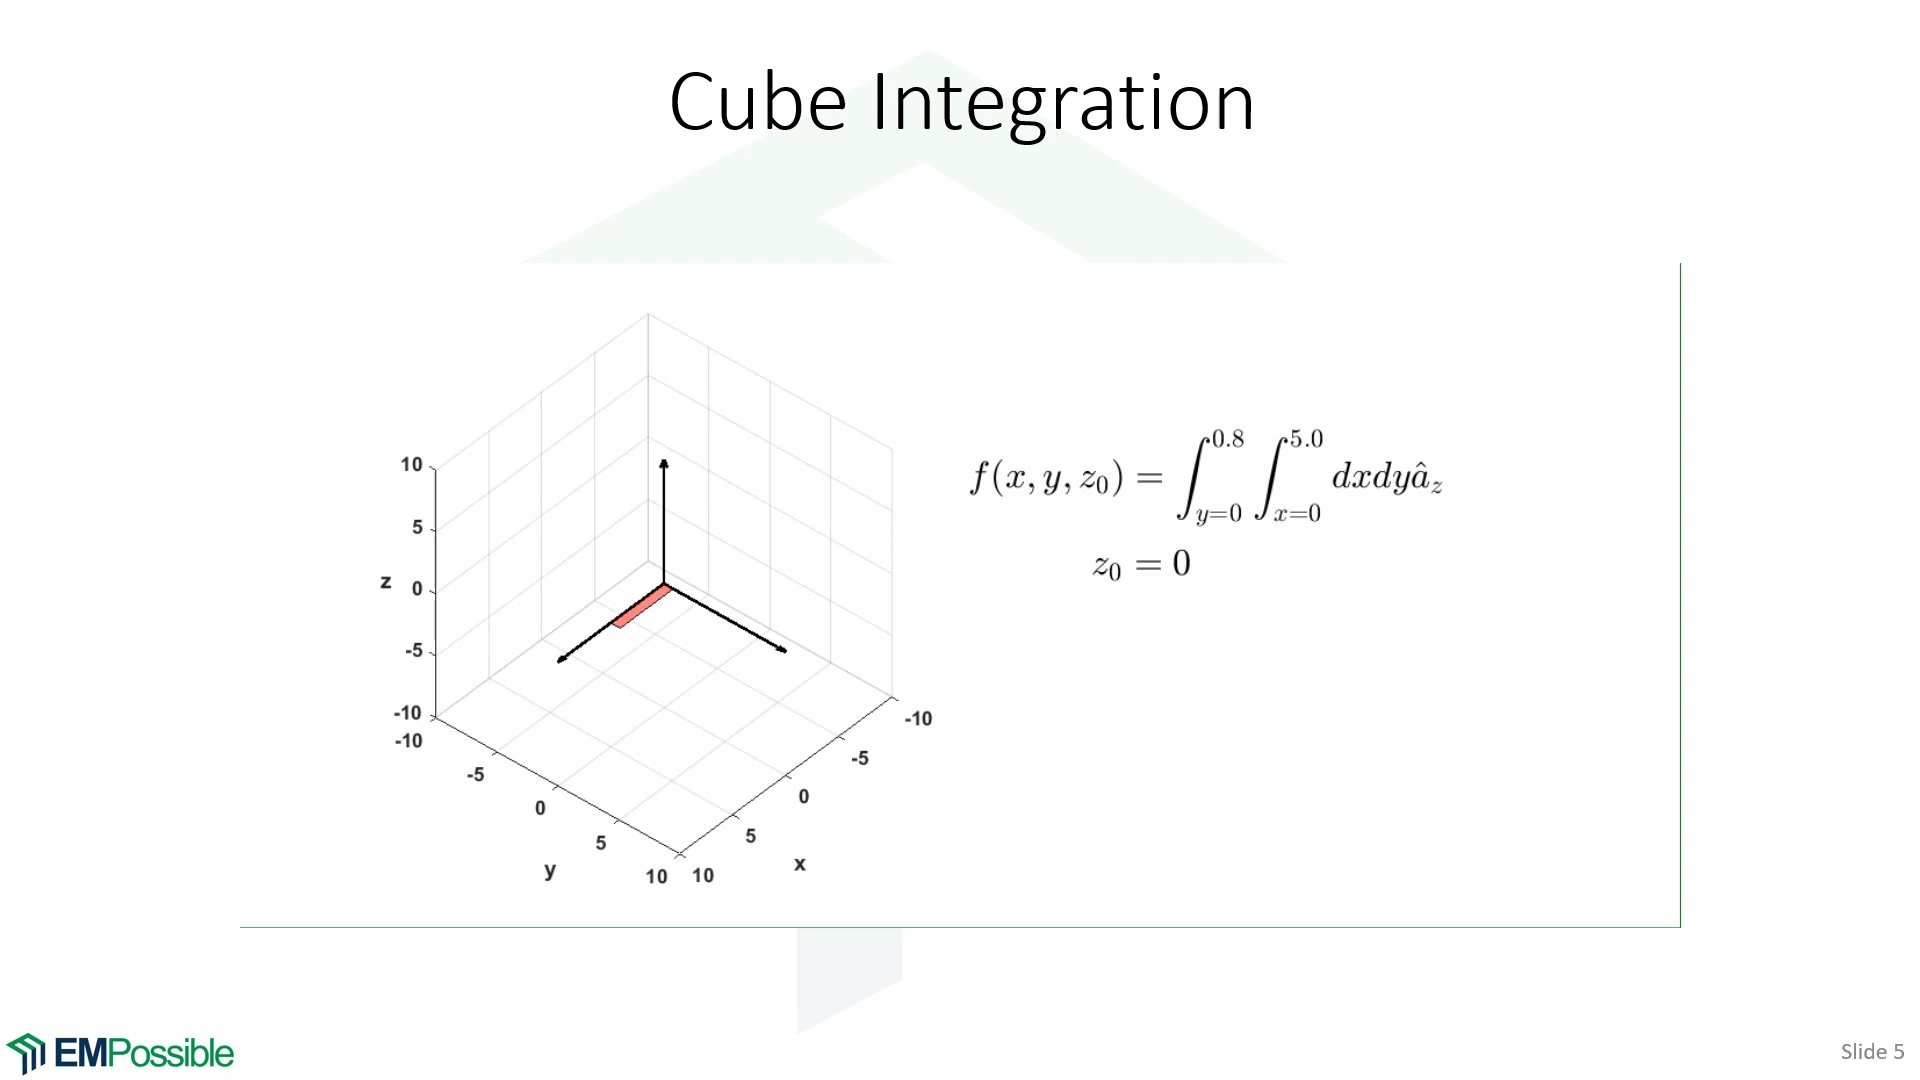 Cube Integration
10
5
z 0
-5
-10
-10
-5
0
5
10
y
10
5
0
-5
-10
x
f(x, y, z₀) = ∫_{y=0}^{0.8} ∫_{x=0}^{5.0} dxdyâ_z
z₀ = 0
EMPossible
Slide 5